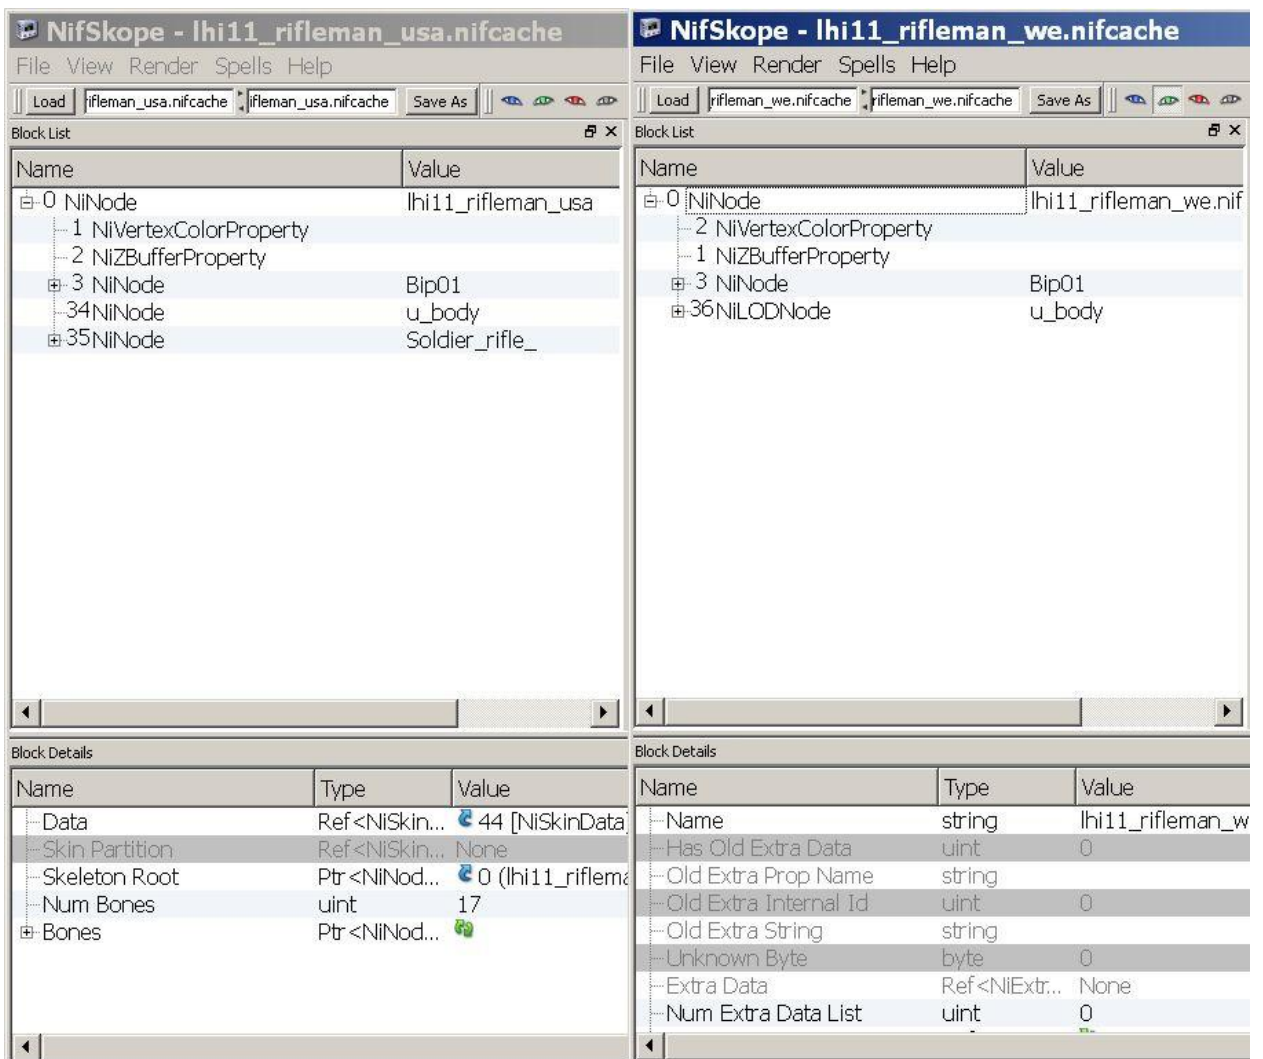 NifSkope - lhi11_rifleman_usa.nifcache
File View Render Spells Help
Load ifleman_usa.nifcache ifleman_usa.nifcache Save As
Block List
Name Value
0 NiNode lhi11_rifleman_usa
1 NiVertexColorProperty
2 NiZBufferProperty
3 NiNode Bip01
34 NiNode u_body
35 NiNode Soldier_rifle_
Block Details
Name Type Value
Data Ref<NiSkin... 44 [NiSkinData]
Skin Partition Ref<NiSkin... None
Skeleton Root Ptr<NiNod... 0 (lhi11_riflema
Num Bones uint 17
Bones Ptr<NiNod...
NifSkope - lhi11_rifleman_we.nifcache
File View Render Spells Help
Load rifleman_we.nifcache rifleman_we.nifcache Save As
Block List
Name Value
0 NiNode lhi11_rifleman_we.nif
2 NiVertexColorProperty
1 NiZBufferProperty
3 NiNode Bip01
36 NiLODNode u_body
Block Details
Name Type Value
Name string lhi11_rifleman_w
Has Old Extra Data uint 0
Old Extra Prop Name string
Old Extra Internal Id uint 0
Old Extra String string
Unknown Byte byte 0
Extra Data Ref<NiExtr... None
Num Extra Data List uint 0